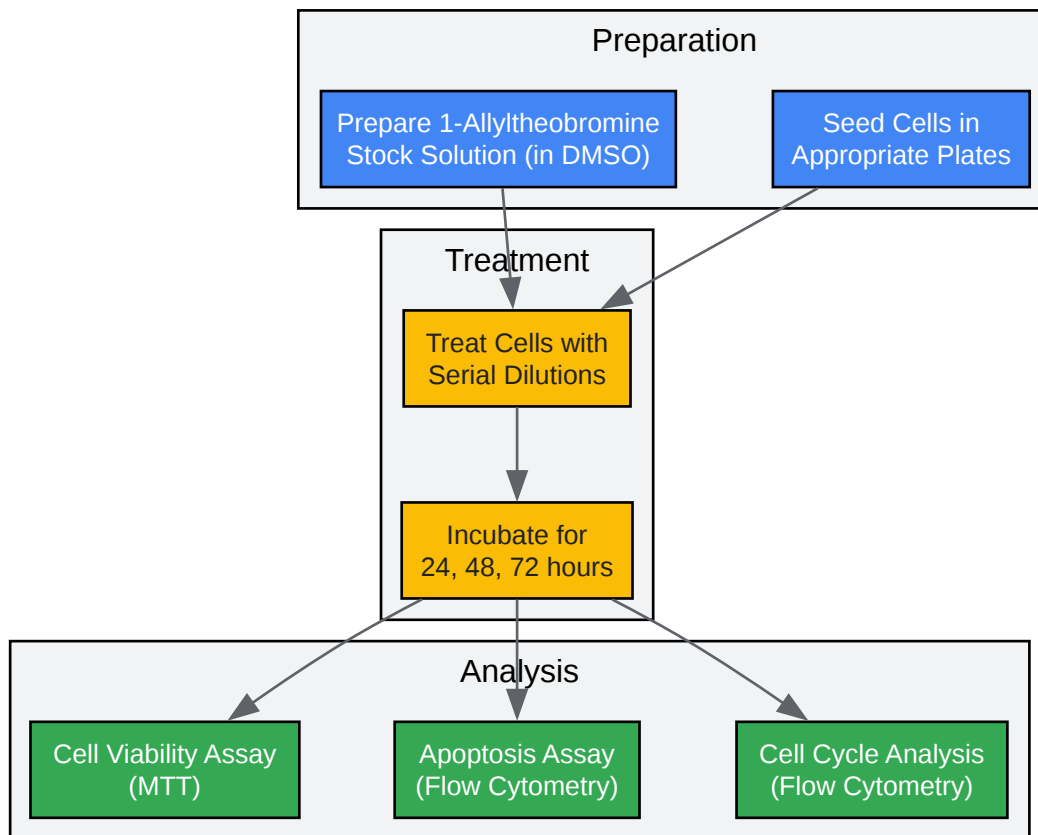 Preparation
Prepare 1-Allyltheobromine
Stock Solution (in DMSO)
Seed Cells in
Appropriate Plates
Treatment
Treat Cells with
Serial Dilutions
Incubate for
24, 48, 72 hours
Analysis
Cell Viability Assay
(MTT)
Apoptosis Assay
(Flow Cytometry)
Cell Cycle Analysis
(Flow Cytometry)